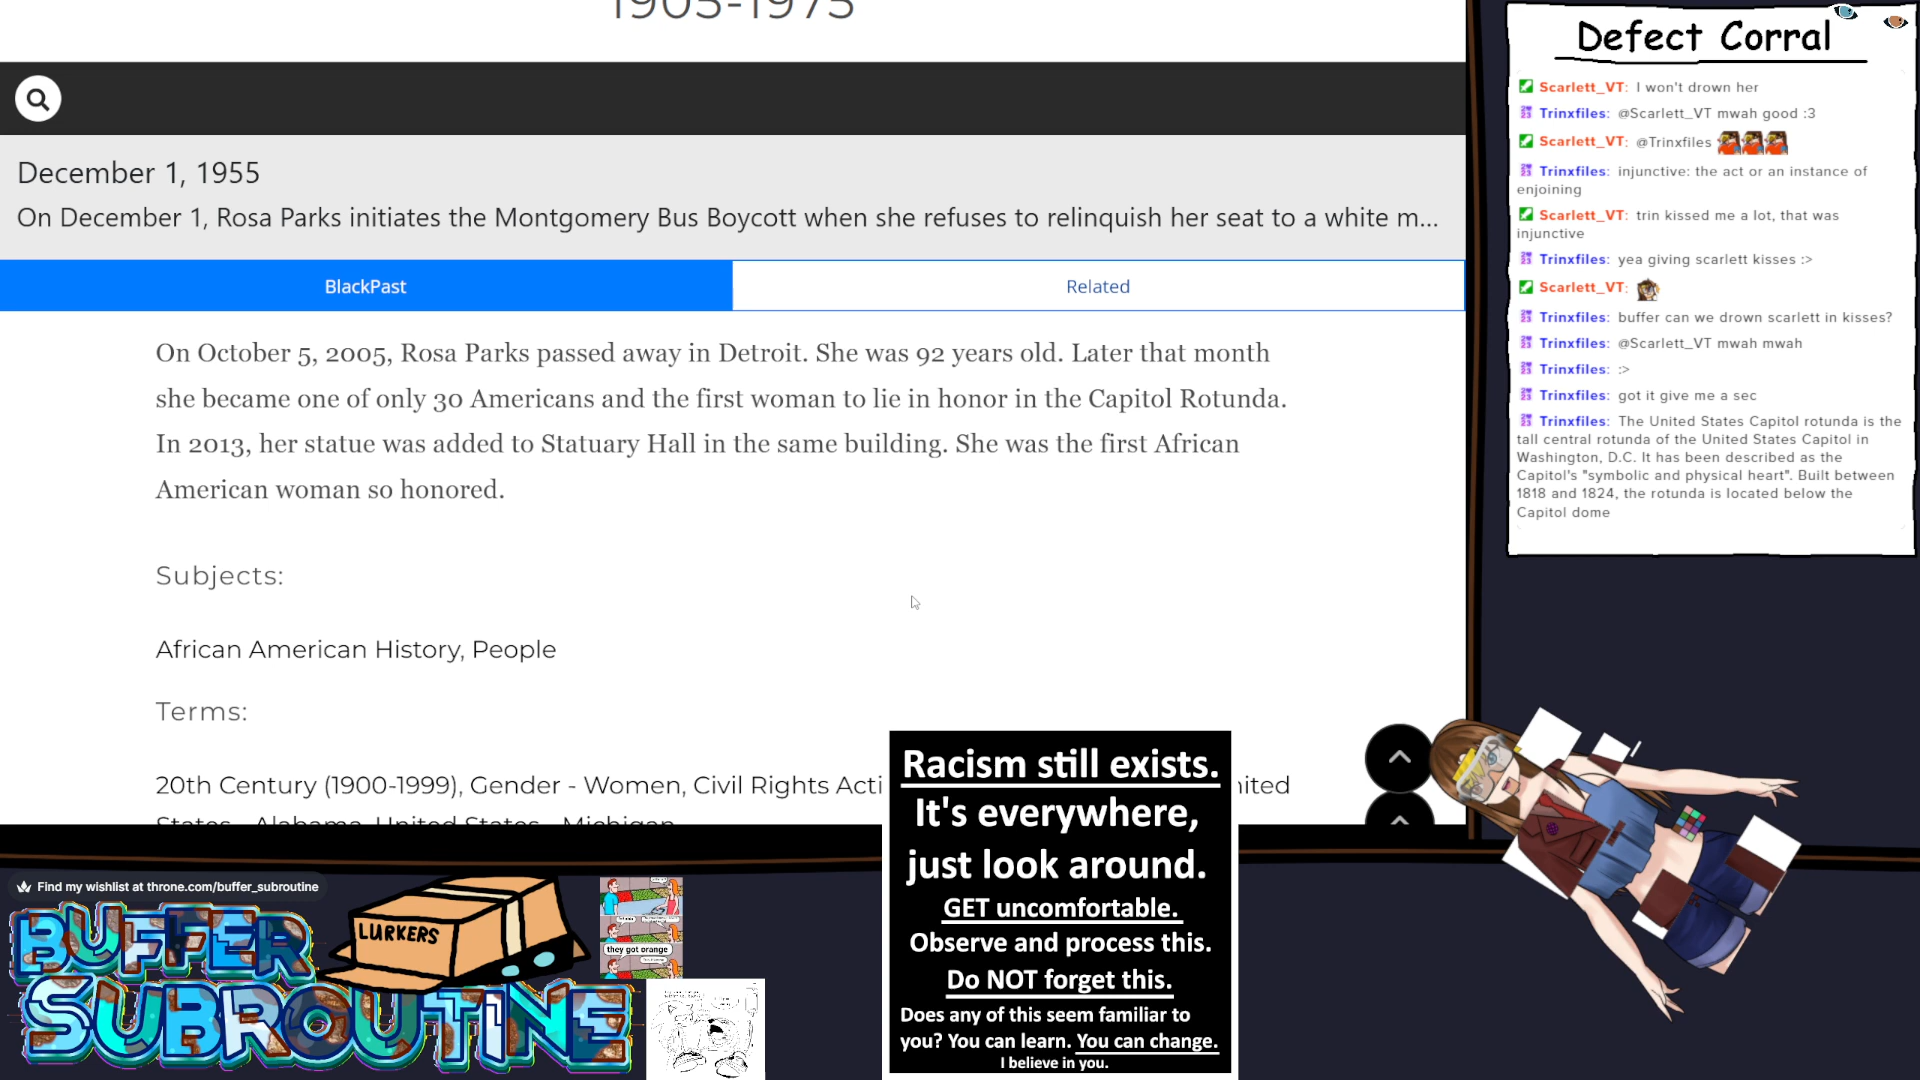 1905-1975
December 1, 1955
On December 1, Rosa Parks initiates the Montgomery Bus Boycott when she refuses to relinquish her seat to a white m...
BlackPast
Related
On October 5, 2005, Rosa Parks passed away in Detroit. She was 92 years old. Later that month
she became one of only 30 Americans and the first woman to lie in honor in the Capitol Rotunda.
In 2013, her statue was added to Statuary Hall in the same building. She was the first African
American woman so honored.
Subjects:
African American History, People
Terms:
20th Century (1900-1999), Gender - Women, Civil Rights Acti
nited
States - Alabama, United States - Michigan
Defect Corral
Scarlett_VT: I won't drown her
Trinxfiles: @Scarlett_VT mwah good :3
Scarlett_VT: @Trinxfiles
Trinxfiles: injunctive: the act or an instance of
enjoining
Scarlett_VT: trin kissed me a lot, that was
injunctive
Trinxfiles: yea giving scarlett kisses :>
Scarlett_VT:
Trinxfiles: buffer can we drown scarlett in kisses?
Trinxfiles: @Scarlett_VT mwah mwah
Trinxfiles: :>
Trinxfiles: got it give me a sec
Trinxfiles: The United States Capitol rotunda is the
tall central rotunda of the United States Capitol in
Washington, D.C. It has been described as the
Capitol's "symbolic and physical heart". Built between
1818 and 1824, the rotunda is located below the
Capitol dome
Racism still exists.
It's everywhere,
just look around.
GET uncomfortable.
Observe and process this.
Do NOT forget this.
Does any of this seem familiar to
you? You can learn. You can change.
I believe in you.
Find my wishlist at throne.com/buffer_subroutine
BUFFER
SUBROUTINE
LURKERS
they got orange